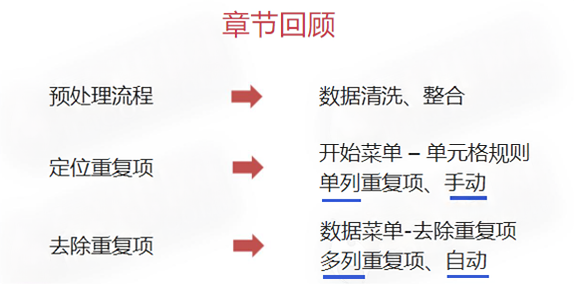 章节回顾
预处理流程
数据清洗、整合
定位重复项
开始菜单 – 单元格规则
单列重复项、手动
去除重复项
数据菜单-去除重复项
多列重复项、自动